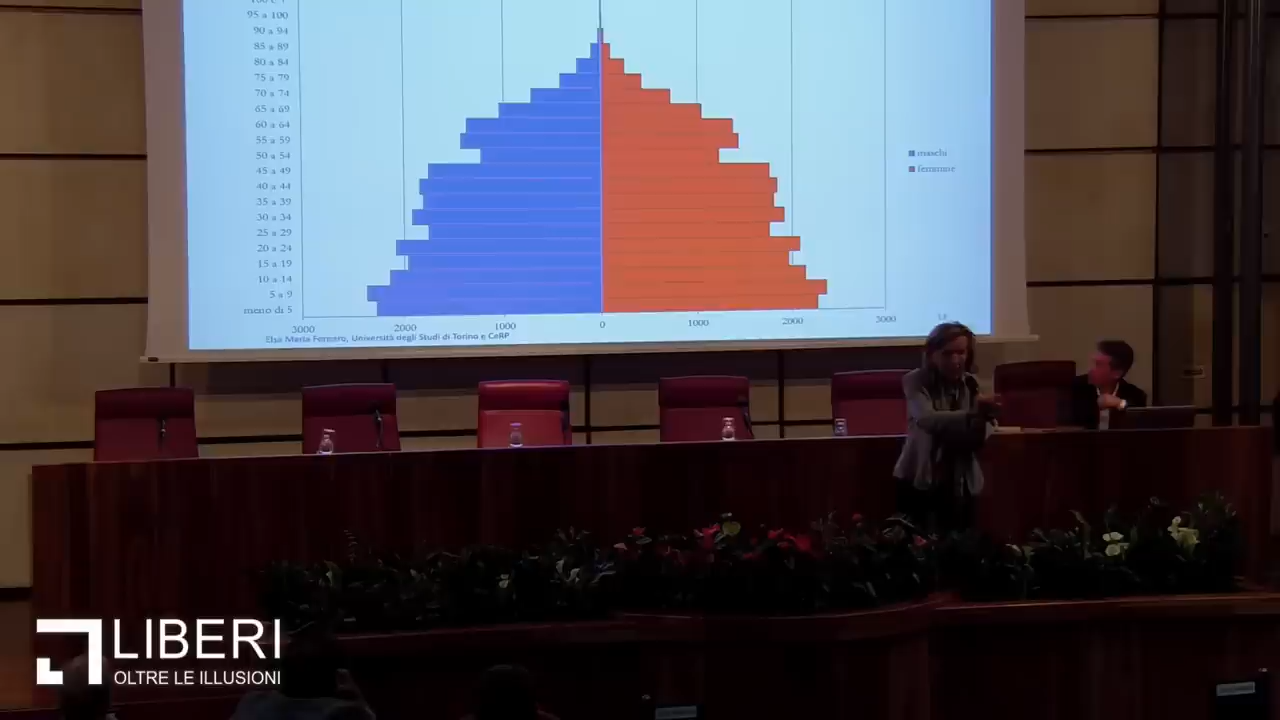 95 a 100
90 a 94
85 a 89
80 a 84
75 a 79
70 a 74
65 a 69
60 a 64
55 a 59
50 a 54
45 a 49
40 a 44
35 a 39
30 a 34
25 a 29
20 a 24
15 a 19
10 a 14
5 a 9
meno di 5
3000 2000 1000 0 1000 2000 3000
maschi
femmine
Elsa Maria Fornero, Università degli Studi di Torino e CeRP
LIBERI
OLTRE LE ILLUSIONI